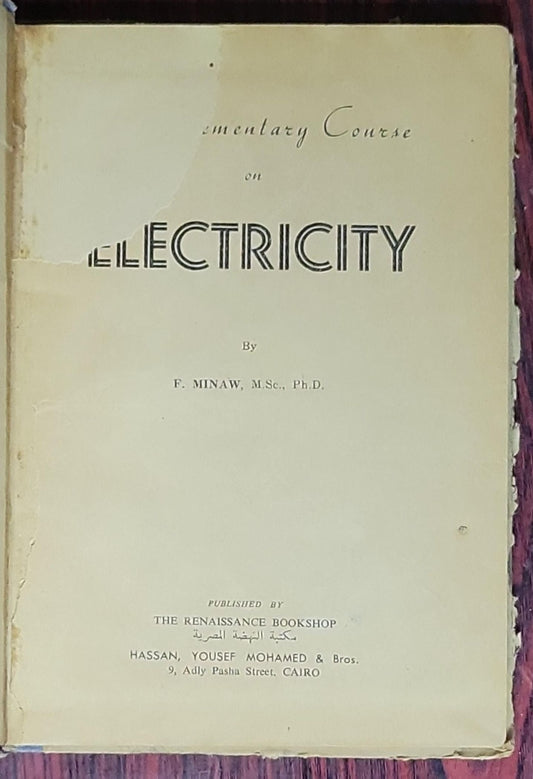 ementary Course
on
ELECTRICITY
By
F. MINAW, M.Sc., Ph.D.
PUBLISHED BY
THE RENAISSANCE BOOKSHOP
مكتبة النهضة المصرية
HASSAN, YOUSEF MOHAMED & Bros.
9, Adly Pasha Street, CAIRO